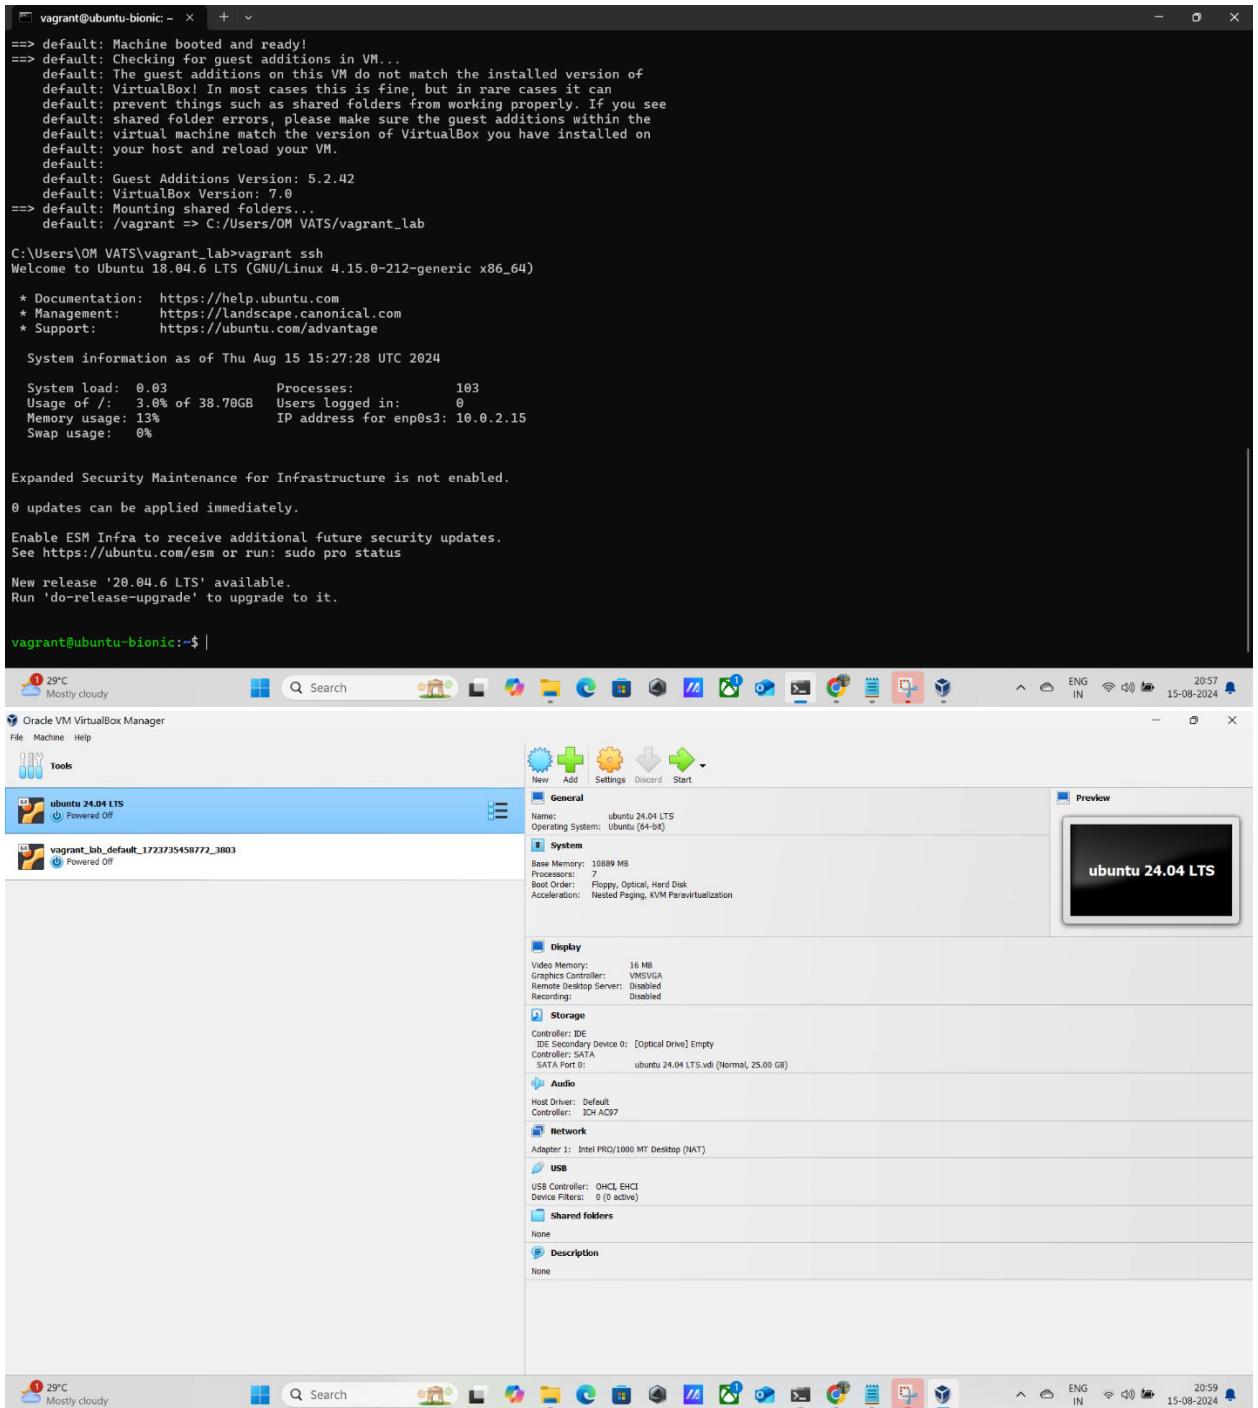 vagrant@ubuntu-bionic: ~
==> default: Machine booted and ready!
==> default: Checking for guest additions in VM...
default: The guest additions on this VM do not match the installed version of
default: VirtualBox! In most cases this is fine, but in rare cases it can
default: prevent things such as shared folders from working properly. If you see
default: shared folder errors, please make sure the guest additions within the
default: virtual machine match the version of VirtualBox you have installed on
default: your host and reload your VM.
default:
default: Guest Additions Version: 5.2.42
default: VirtualBox Version: 7.0
==> default: Mounting shared folders...
default: /vagrant => C:/Users/OM VATS/vagrant_lab
C:\Users\OM VATS\vagrant_lab>vagrant ssh
Welcome to Ubuntu 18.04.6 LTS (GNU/Linux 4.15.0-212-generic x86_64)
* Documentation: https://help.ubuntu.com
* Management: https://landscape.canonical.com
* Support: https://ubuntu.com/advantage
System information as of Thu Aug 15 15:27:28 UTC 2024
System load: 0.03 Processes: 103
Usage of /: 3.0% of 38.70GB Users logged in: 0
Memory usage: 13% IP address for enp0s3: 10.0.2.15
Swap usage: 0%
Expanded Security Maintenance for Infrastructure is not enabled.
0 updates can be applied immediately.
Enable ESM Infra to receive additional future security updates.
See https://ubuntu.com/esm or run: sudo pro status
New release '20.04.6 LTS' available.
Run 'do-release-upgrade' to upgrade to it.
vagrant@ubuntu-bionic:~$
1 29°C Search 1 ENG 20:57
Mostly cloudy IN 15-08-2024
Oracle VM VirtualBox Manager
File Machine Help
Tools
New Add Settings Discard Start
64 ubuntu 24.04 LTS
Powered Off
64 vagrant_lab_default_1723735458772_3803
Powered Off
General
Name: ubuntu 24.04 LTS
Operating System: Ubuntu (64-bit)
System
Base Memory: 10889 MB
Processors: 7
Boot Order: Floppy, Optical, Hard Disk
Acceleration: Nested Paging, KVM Paravirtualization
Preview
ubuntu 24.04 LTS
Display
Video Memory: 16 MB
Graphics Controller: VMSVGA
Remote Desktop Server: Disabled
Recording: Disabled
Storage
Controller: IDE
IDE Secondary Device 0: [Optical Drive] Empty
Controller: SATA
SATA Port 0: ubuntu 24.04 LTS.vdi (Normal, 25.00 GB)
Audio
Host Driver: Default
Controller: ICH AC97
Network
Adapter 1: Intel PRO/1000 MT Desktop (NAT)
USB
USB Controller: OHCI, EHCI
Device Filters: 0 (0 active)
Shared folders
None
Description
None
1 29°C Search 1 ENG 20:59
Mostly cloudy IN 15-08-2024